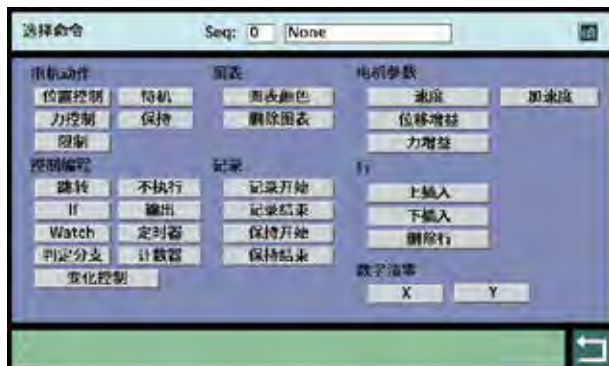 选择命令 Seq: 0 None
电机动作 图表 电机参数
位置控制 待机 图表颜色 速度 加速度
力控制 保持 删除图表 位移增益
限制 力增益
控制编程 记录 行
跳转 不执行 记录开始 上插入
If 输出 记录结束 下插入
Watch 定时器 保持开始 删除行
判定分支 计数器 保持结束
变化控制 数字清零
X Y